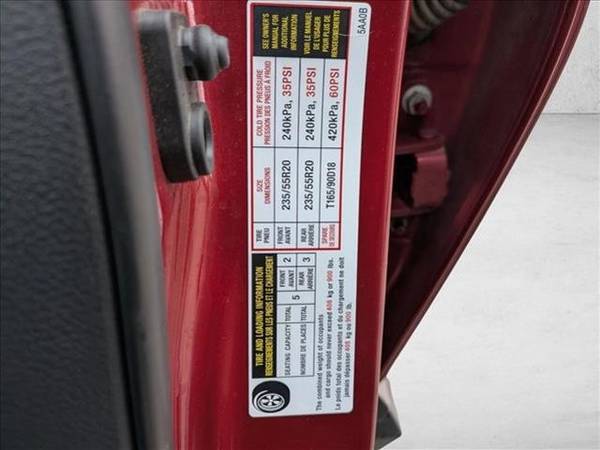 TIRE AND LOADING INFORMATION
RENSEIGNEMENTS SUR LES PNEUS ET LE CHARGEMENT
SEATING CAPACITY TOTAL 5 FRONT 2 REAR 3
NOMBRE DE PLACES TOTAL AVANT ARRIÈRE
The combined weight of occupants
and cargo should never exceed 408 kg or 900 lbs.
Le poids total des occupants et du chargement ne doit
jamais dépasser 408 kg ou 900 lb.
TIRE SIZE COLD TIRE PRESSURE
PNEU DIMENSIONS PRESSION DES PNEUS À FROID
FRONT 235/55R20 240kPa, 35PSI
AVANT
REAR 235/55R20 240kPa, 35PSI
ARRIÈRE
SPARE T165/90D18 420kPa, 60PSI
DE SECOURS
SEE OWNER'S
MANUAL FOR
ADDITIONAL
INFORMATION
VOIR LE MANUEL
DE L'USAGER
POUR PLUS DE
RENSEIGNEMENTS
5AA0B